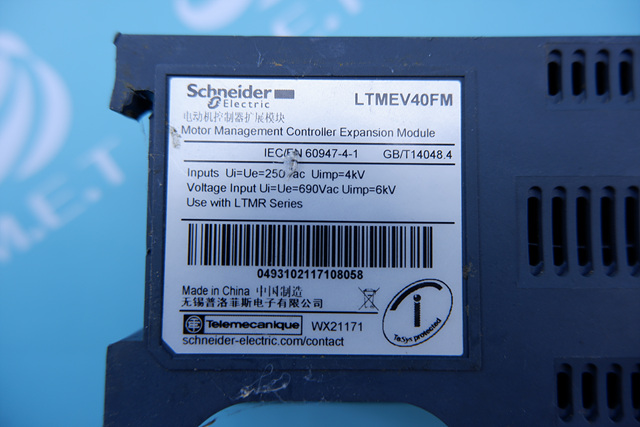 Schneider
Electric
LTMEV40FM
电动机控制器扩展模块
Motor Management Controller Expansion Module
IEC/EN 60947-4-1 GB/T14048.4
Inputs Ui=Ue=250Vac Uimp=4kV
Voltage Input Ui=Ue=690Vac Uimp=6kV
Use with LTMR Series
0493102117108058
Made in China 中国制造
无锡普洛菲斯电子有限公司
Telemecanique WX21171
schneider-electric.com/contact
i
TeSys protected
M.E.T